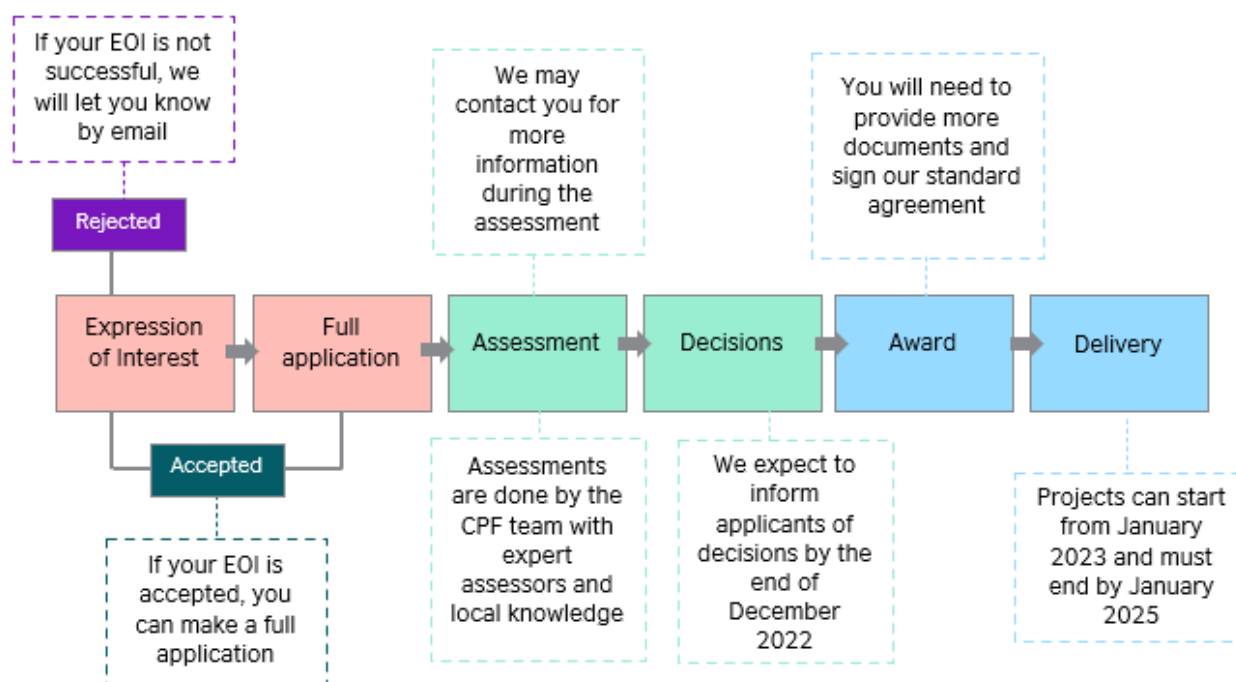 If your EOI is not
successful, we
will let you know
by email
We may
contact you for
more
information
during the
assessment
You will need to
provide more
documents and
sign our standard
agreement
Rejected
Expression
of Interest
Full
application
Assessment
Decisions
Award
Delivery
Accepted
If your EOI is
accepted, you
can make a full
application
Assessments
are done by the
CPF team with
expert
assessors and
local knowledge
We expect to
inform
applicants of
decisions by the
end of
December
2022
Projects can start
from January
2023 and must
end by January
2025